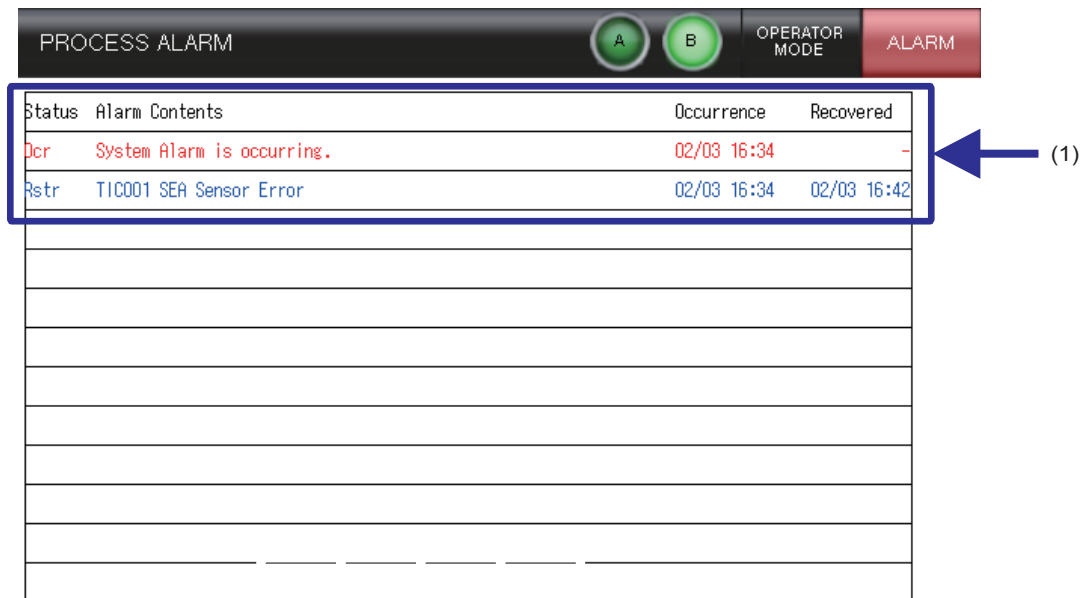 PROCESS ALARM
A
B
OPERATOR
MODE
ALARM
Status Alarm Contents Occurrence Recovered
Ocr System Alarm is occurring. 02/03 16:34 -
Rstr TIC001 SEA Sensor Error 02/03 16:34 02/03 16:42
(1)